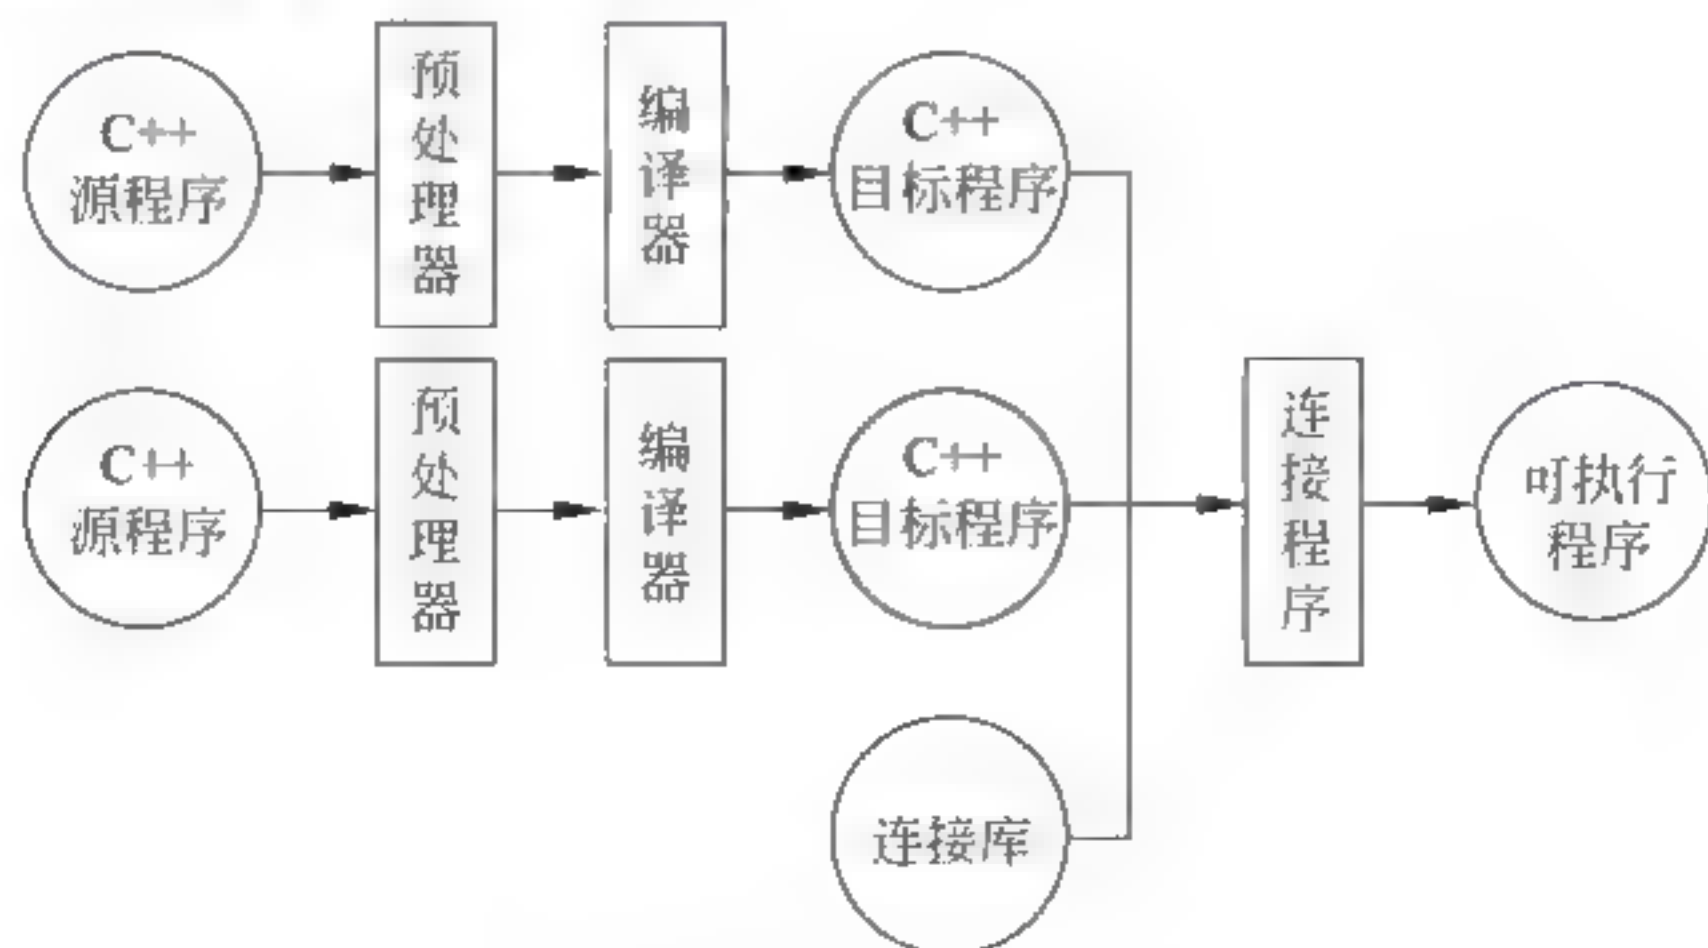 C++
源程序
预处理器
编译器
C++
目标程序
C++
源程序
预处理器
编译器
C++
目标程序
连接程序
可执行
程序
连接库